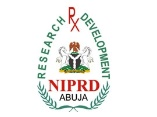 RESEARCH Rx DEVELOPMENT
NIPRD
ABUJA